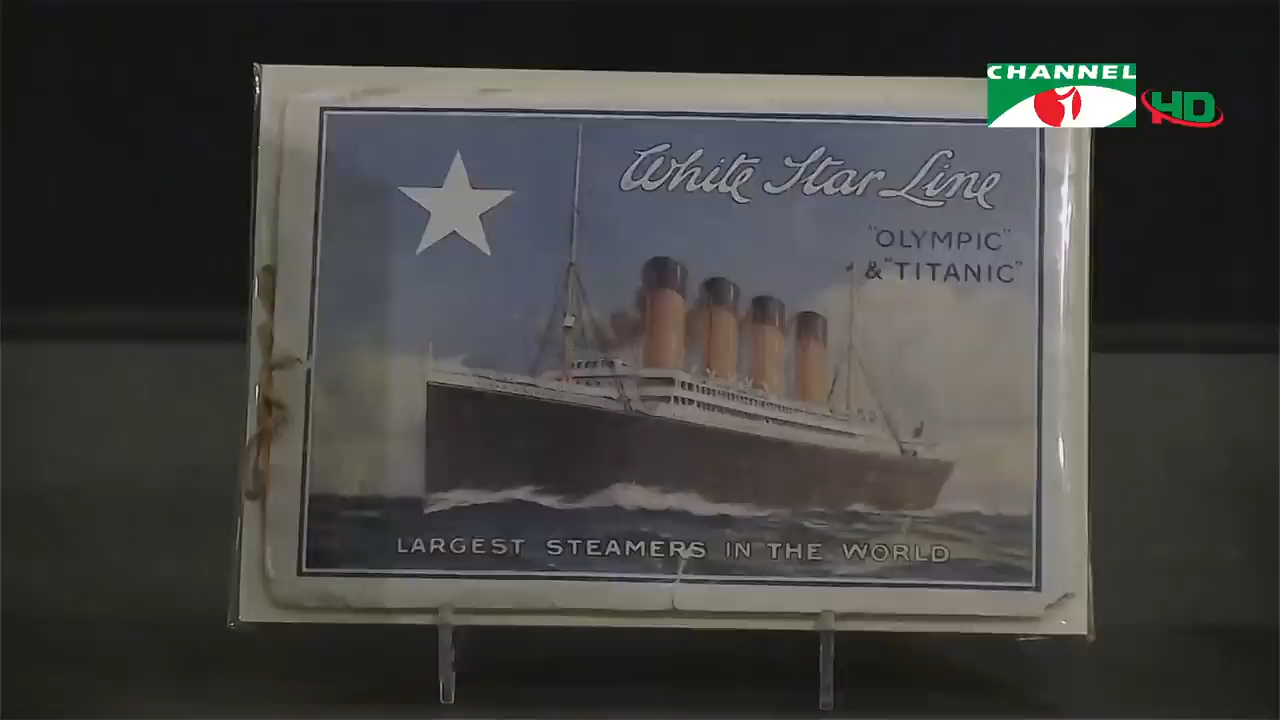 CHANNEL
i HD
White Star Line
"OLYMPIC"
& "TITANIC"
LARGEST STEAMERS IN THE WORLD